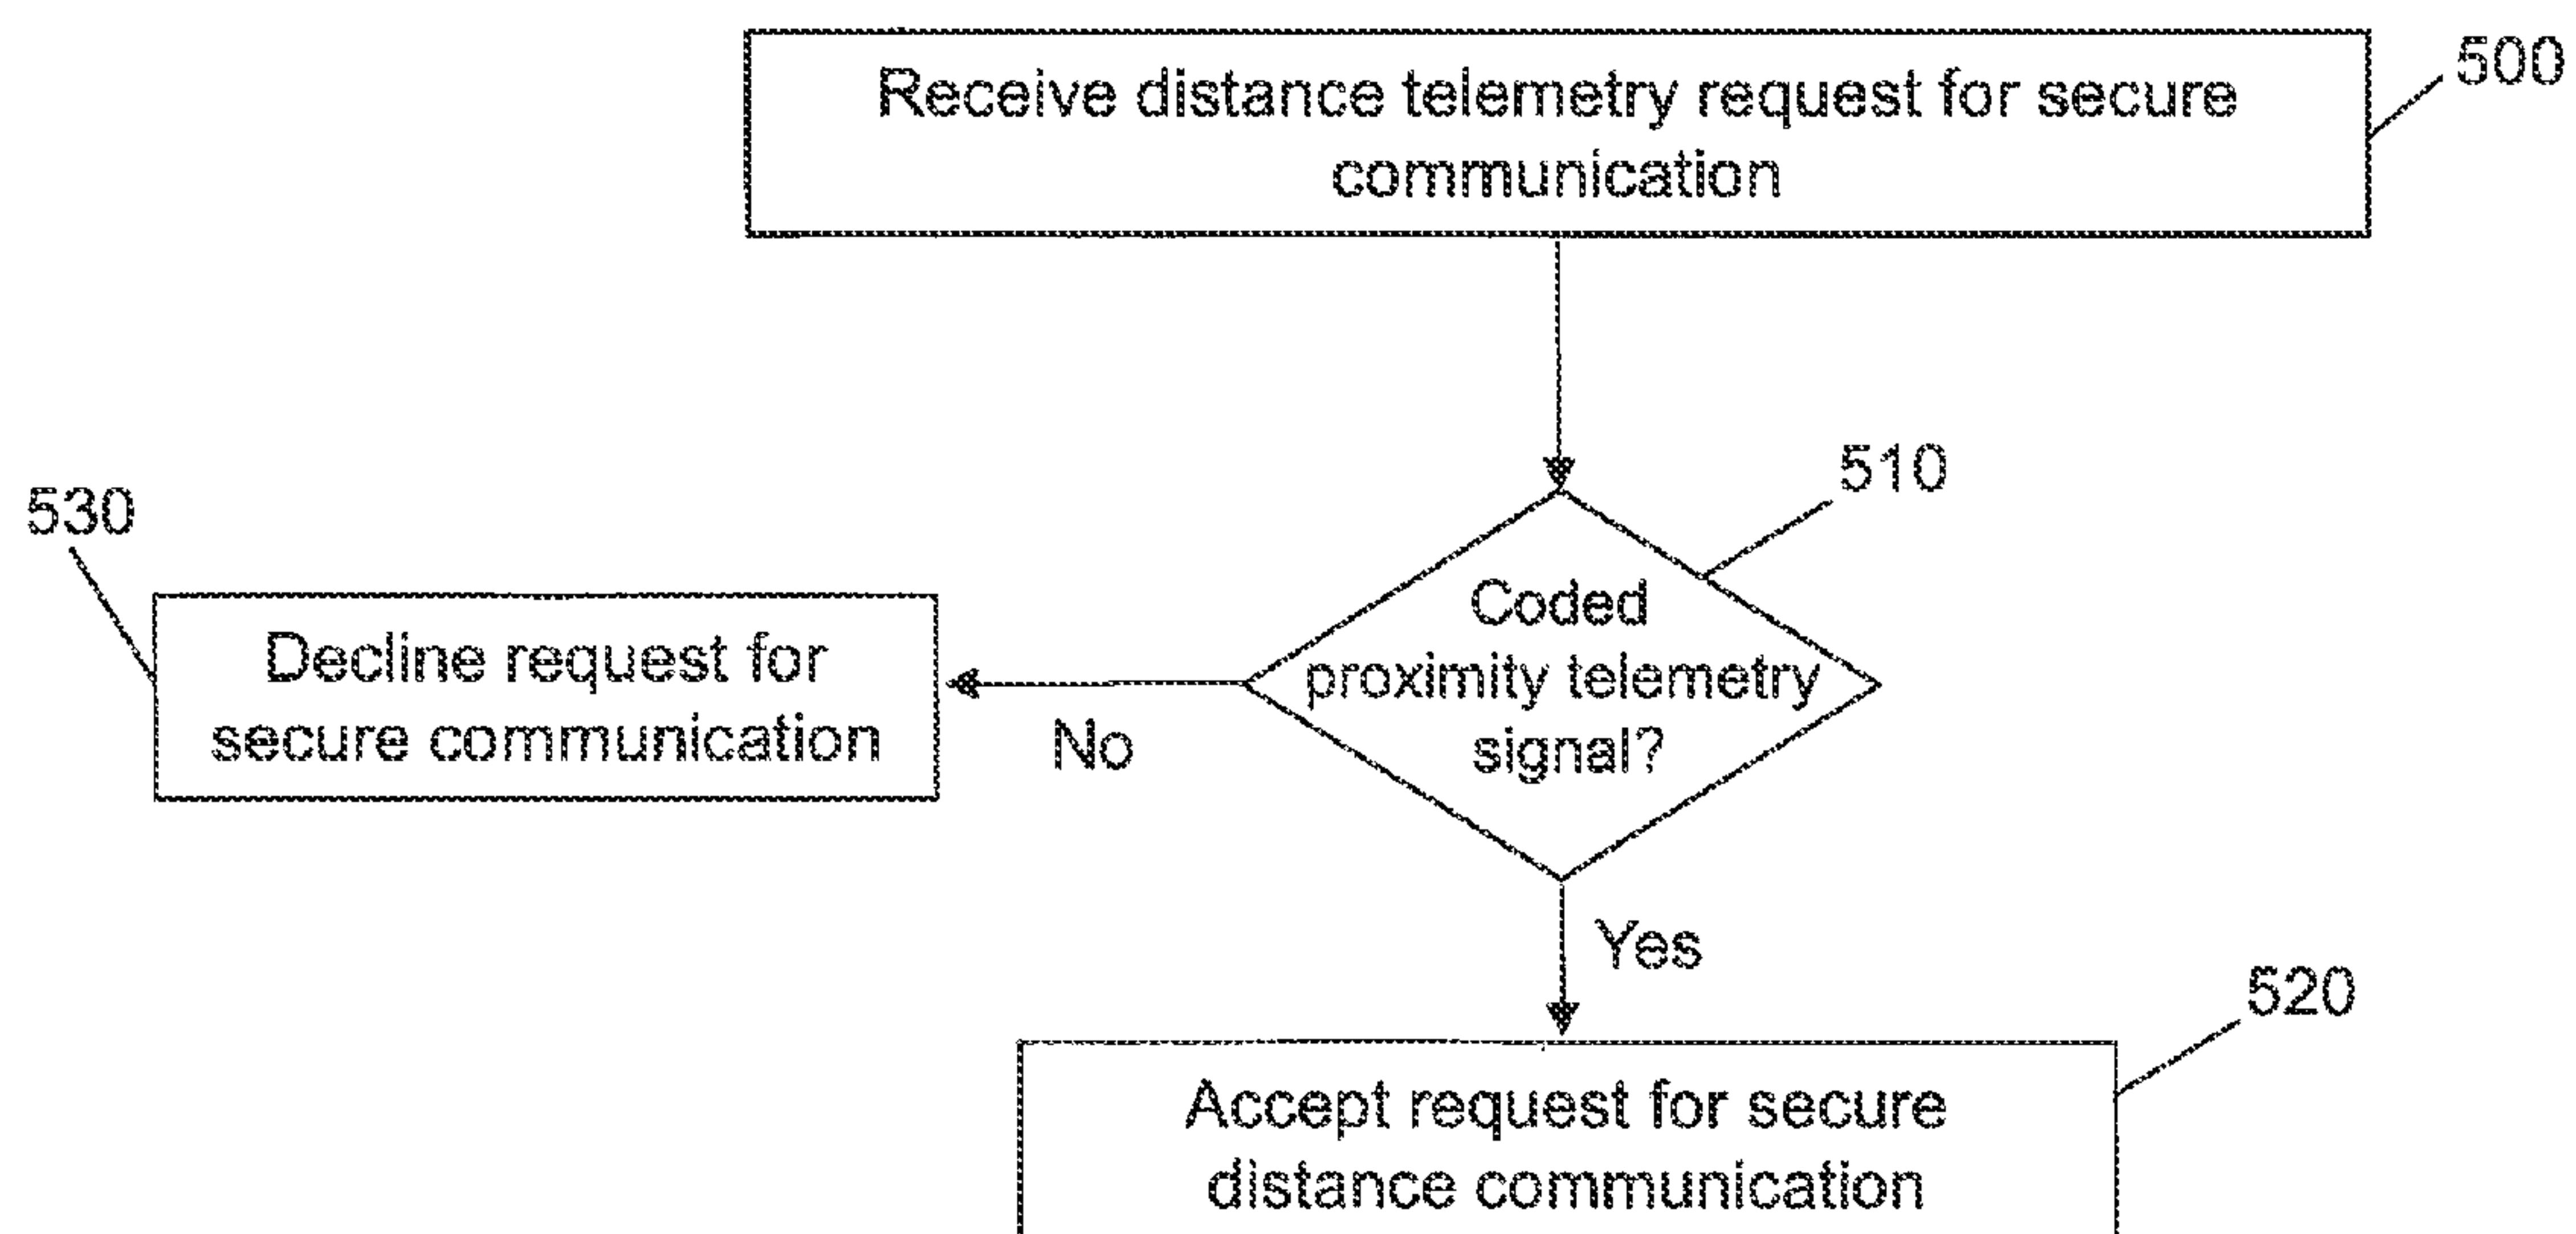 Receive distance telemetry request for secure
communication
500
510
Coded
proximity telemetry
signal?
530
Decline request for
secure communication
No
Yes
520
Accept request for secure
distance communication